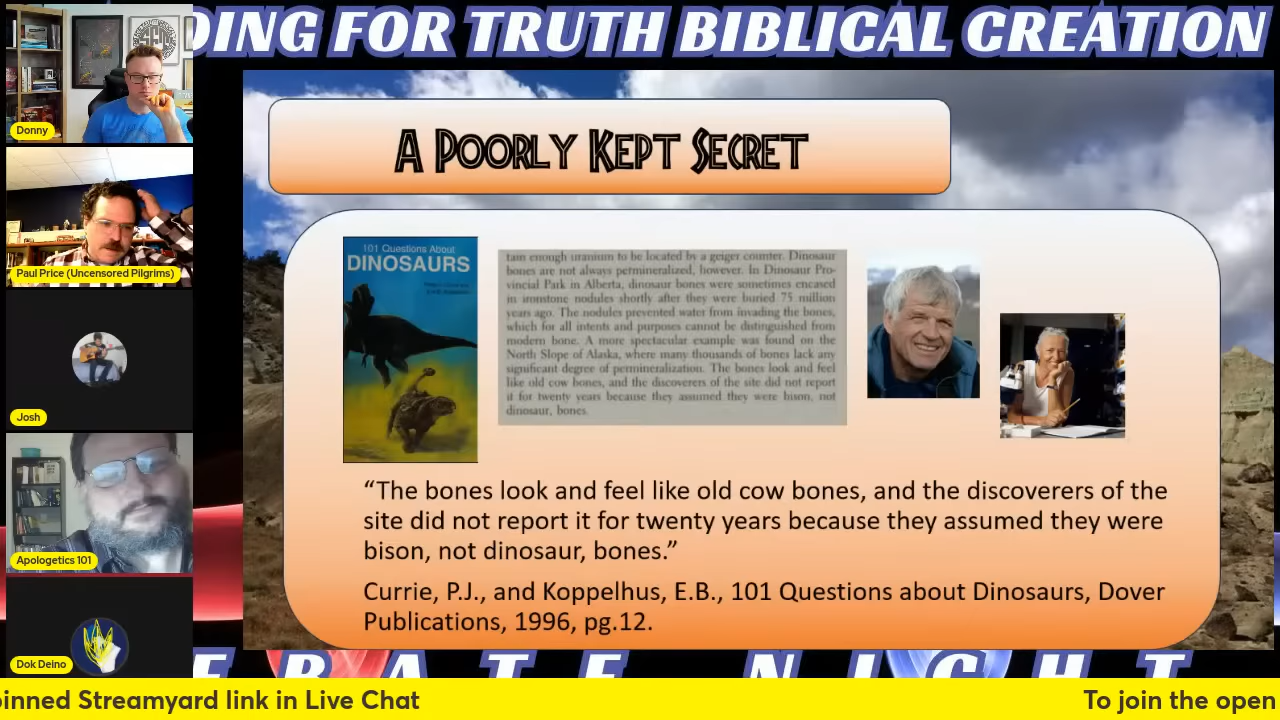 DING FOR TRUTH BIBLICAL CREATION
Donny
Paul Price (Uncensored Pilgrims)
Josh
Apologetics 101
Dok Deino
A POORLY KEPT SECRET
101 Questions About
DINOSAURS
tain enough uranium to be located by a geiger counter. Dinosaur
bones are not always permineralized, however. In Dinosaur Pro-
vincial Park in Alberta, dinosaur bones were sometimes encased
in ironstone nodules shortly after they were buried 75 million
years ago. The nodules prevented water from invading the bones,
which for all intents and purposes cannot be distinguished from
modern bone. A more spectacular example was found on the
North Slope of Alaska, where many thousands of bones lack any
significant degree of permineralization. The bones look and feel
like old cow bones, and the discoverers of the site did not report
it for twenty years because they assumed they were bison, not
dinosaur, bones.
“The bones look and feel like old cow bones, and the discoverers of the
site did not report it for twenty years because they assumed they were
bison, not dinosaur, bones.”
Currie, P.J., and Koppelhus, E.B., 101 Questions about Dinosaurs, Dover
Publications, 1996, pg.12.
E B A T E N I G H T
pinned Streamyard link in Live Chat
To join the open